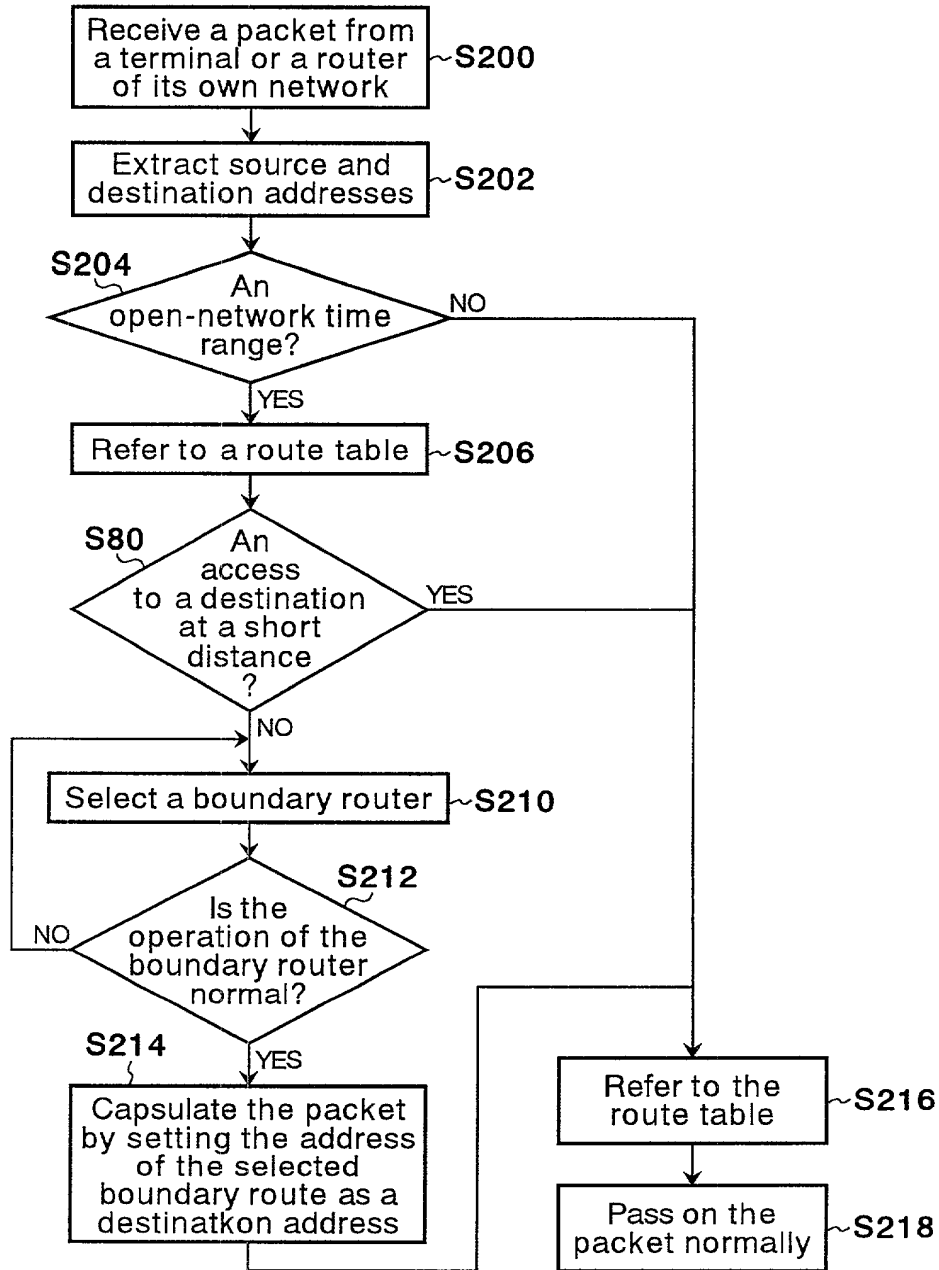 Receive a packet from
a terminal or a router
of its own network
S200
Extract source and
destination addresses
S202
S204
An
open-network time
range?
NO
YES
Refer to a route table
S206
S80
An
access
to a destination
at a short
distance
?
YES
NO
Select a boundary router
S210
S212
Is the
operation of the
boundary router
normal?
NO
YES
S214
Capsulate the packet
by setting the address
of the selected
boundary route as a
destinatkon address
Refer to the
route table
S216
Pass on the
packet normally
S218